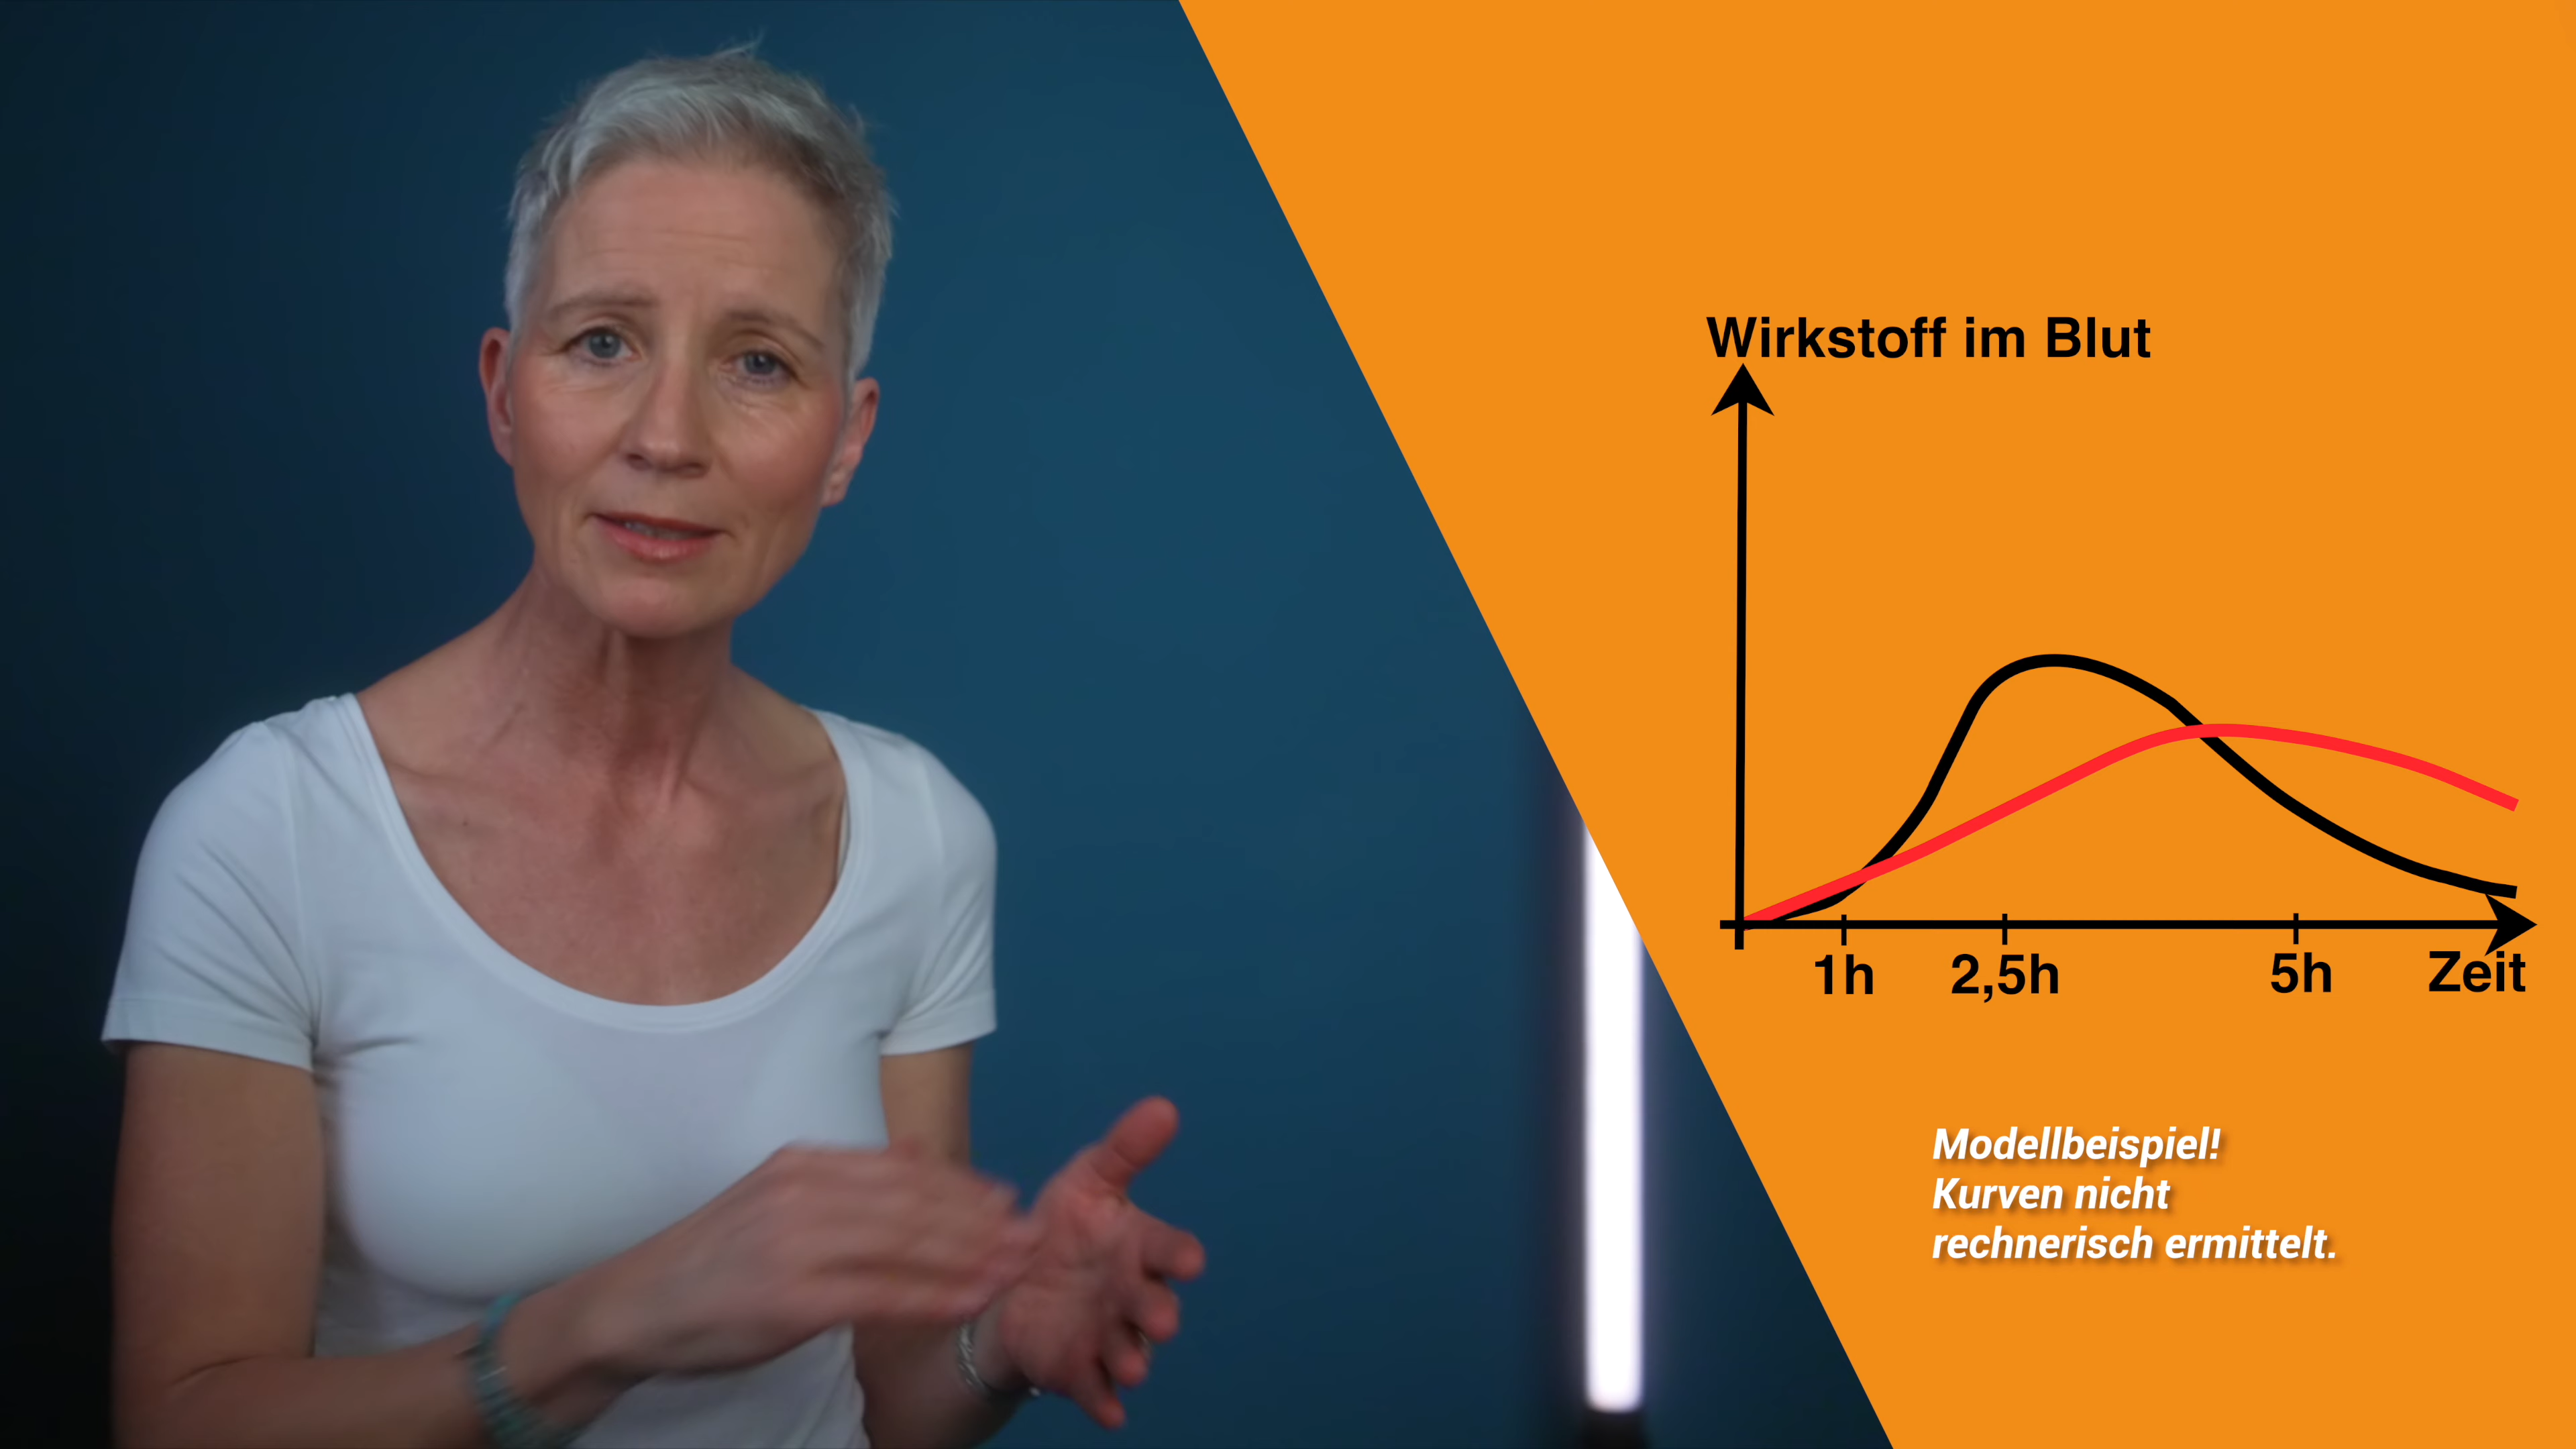 Wirkstoff im Blut
1h 2,5h 5h Zeit
Modellbeispiel!
Kurven nicht
rechnerisch ermittelt.